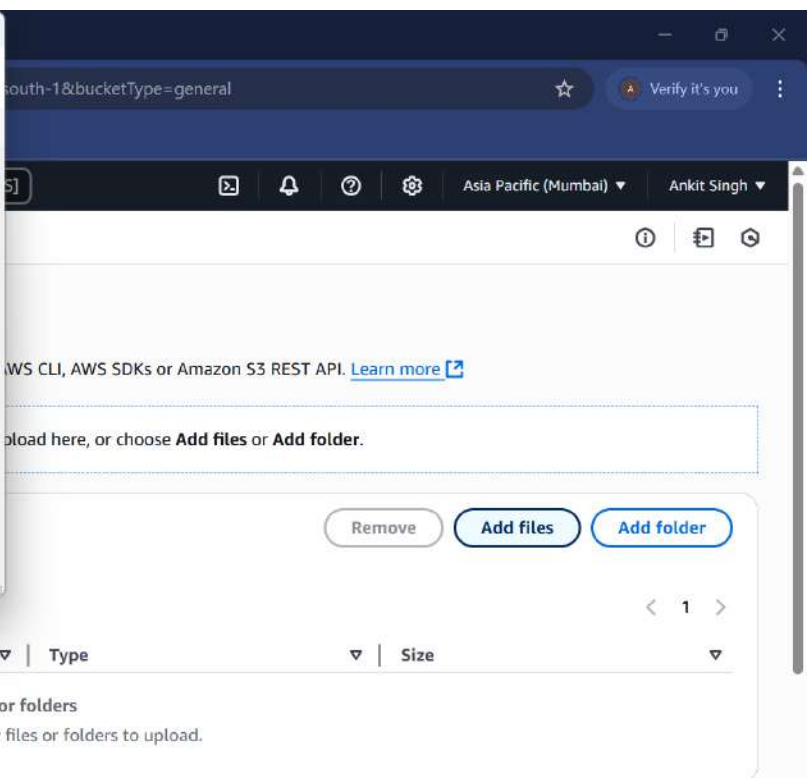 south-1&bucketType=general
Verify it's you
S]
Asia Pacific (Mumbai)
Ankit Singh
AWS CLI, AWS SDKs or Amazon S3 REST API. Learn more
pload here, or choose Add files or Add folder.
Remove
Add files
Add folder
1
Type
Size
or folders
files or folders to upload.